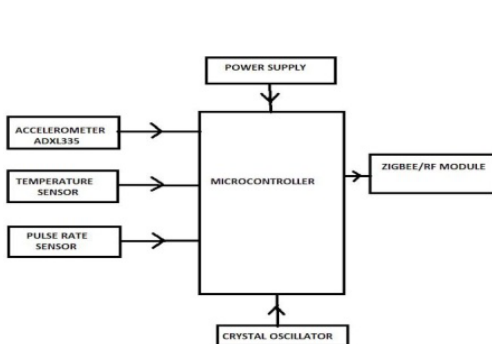 POWER SUPPLY
ACCELEROMETER
ADXL335
TEMPERATURE
SENSOR
MICROCONTROLLER
ZIGBEE/RF MODULE
PULSE RATE
SENSOR
CRYSTAL OSCILLATOR